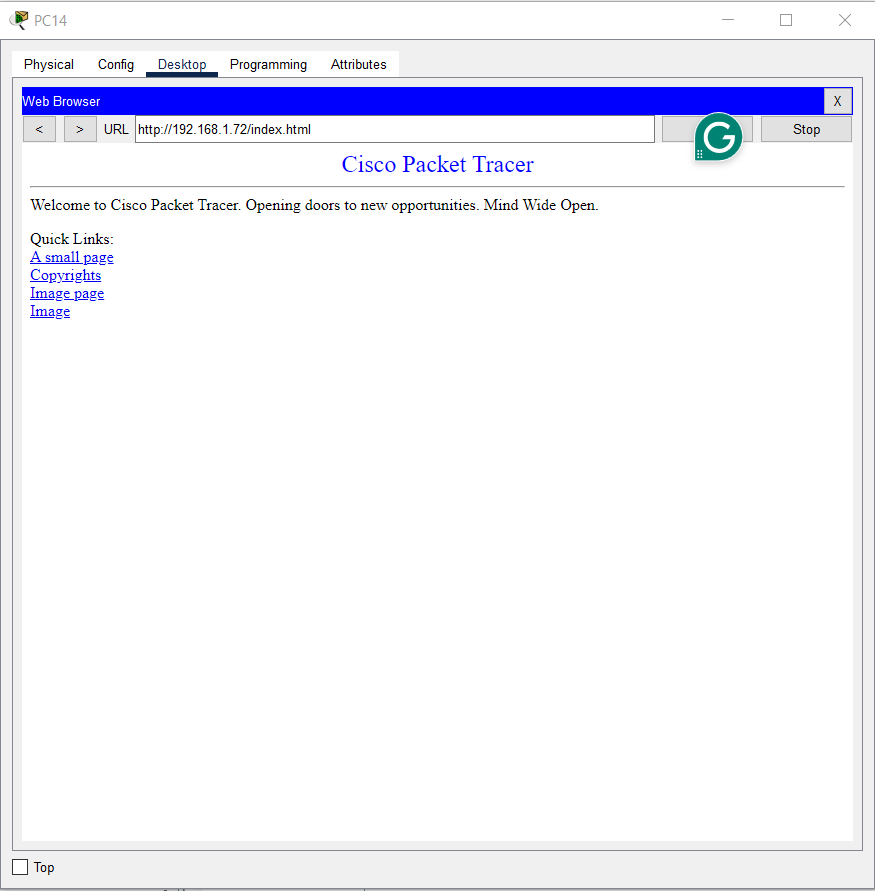 PC14
Physical Config Desktop Programming Attributes
Web Browser X
< > URL http://192.168.1.72/index.html G Stop
Cisco Packet Tracer
Welcome to Cisco Packet Tracer. Opening doors to new opportunities. Mind Wide Open.
Quick Links:
A small page
Copyrights
Image page
Image
Top